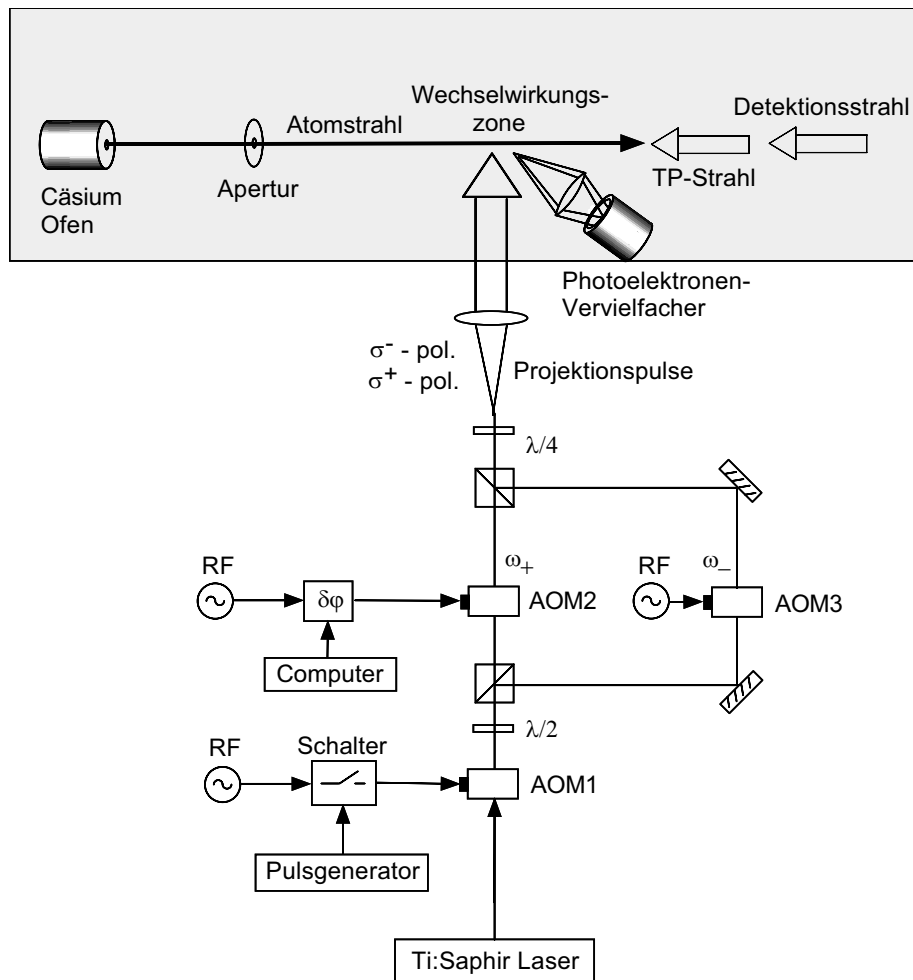 Wechselwirkungs-
zone
Detektionsstrahl
Atomstrahl
TP-Strahl
Cäsium
Ofen
Apertur
Photoelektronen-
Vervielfacher
σ⁻ - pol.
σ⁺ - pol.
Projektionspulse
λ/4
ω₊
ω₋
RF
RF
δφ
AOM2
AOM3
Computer
λ/2
RF
Schalter
AOM1
Pulsgenerator
Ti:Saphir Laser